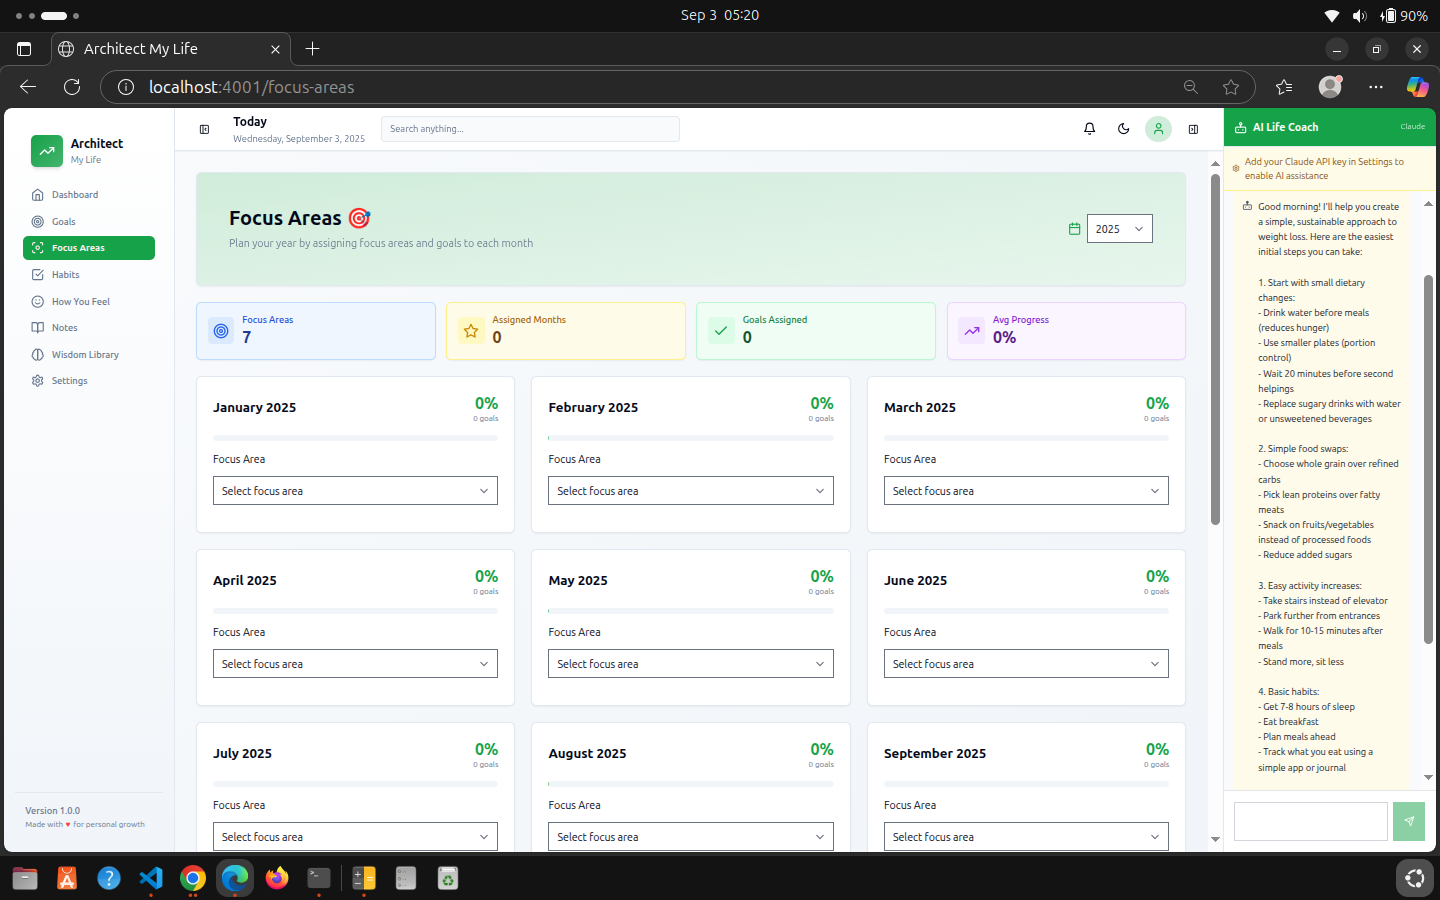 Sep 3 05:20
90%
Architect My Life
localhost:4001/focus-areas
Architect
My Life
Dashboard
Goals
Focus Areas
Habits
How You Feel
Notes
Wisdom Library
Settings
Version 1.0.0
Made with ♥ for personal growth
Today
Wednesday, September 3, 2025
Search anything...
Focus Areas 🎯
Plan your year by assigning focus areas and goals to each month
2025
Focus Areas
7
Assigned Months
0
Goals Assigned
0
Avg Progress
0%
January 2025
0%
0 goals
Focus Area
Select focus area
February 2025
0%
0 goals
Focus Area
Select focus area
March 2025
0%
0 goals
Focus Area
Select focus area
April 2025
0%
0 goals
Focus Area
Select focus area
May 2025
0%
0 goals
Focus Area
Select focus area
June 2025
0%
0 goals
Focus Area
Select focus area
July 2025
0%
0 goals
Focus Area
Select focus area
August 2025
0%
0 goals
Focus Area
Select focus area
September 2025
0%
0 goals
Focus Area
Select focus area
AI Life Coach
Claude
Add your Claude API key in Settings to
enable AI assistance
Good morning! I'll help you create
a simple, sustainable approach to
weight loss. Here are the easiest
initial steps you can take:
1. Start with small dietary
changes:
- Drink water before meals
(reduces hunger)
- Use smaller plates (portion
control)
- Wait 20 minutes before second
helpings
- Replace sugary drinks with water
or unsweetened beverages
2. Simple food swaps:
- Choose whole grain over refined
carbs
- Pick lean proteins over fatty
meats
- Snack on fruits/vegetables
instead of processed foods
- Reduce added sugars
3. Easy activity increases:
- Take stairs instead of elevator
- Park further from entrances
- Walk for 10-15 minutes after
meals
- Stand more, sit less
4. Basic habits:
- Get 7-8 hours of sleep
- Eat breakfast
- Plan meals ahead
- Track what you eat using a
simple app or journal